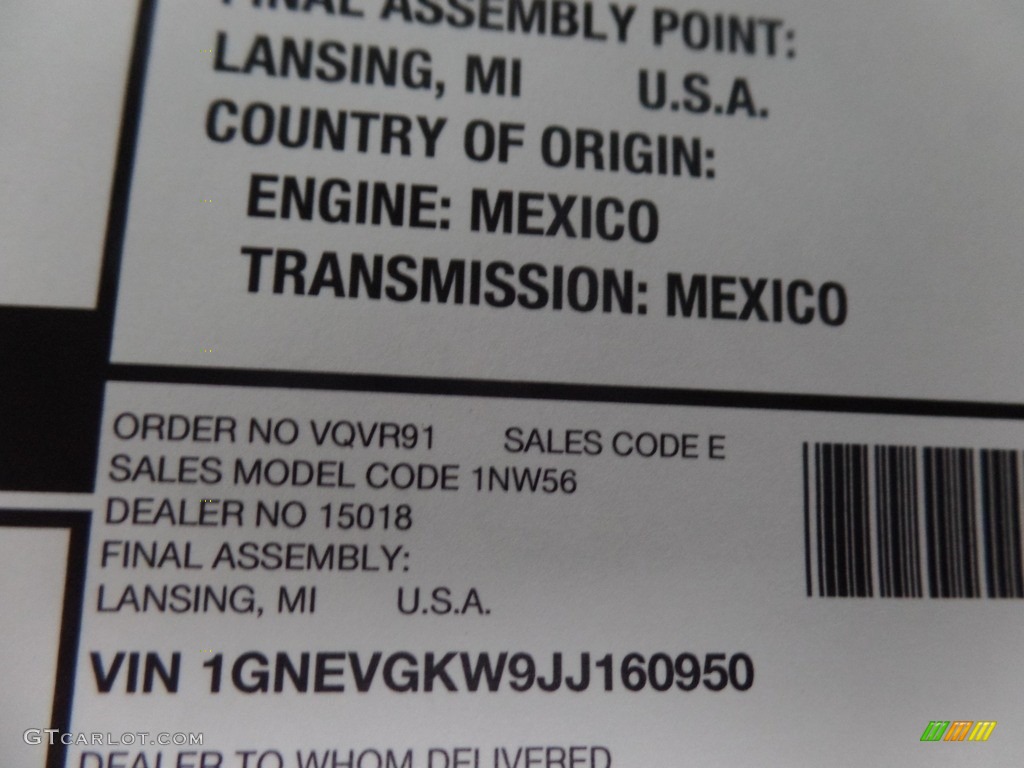 FINAL ASSEMBLY POINT:
LANSING, MI U.S.A.
COUNTRY OF ORIGIN:
ENGINE: MEXICO
TRANSMISSION: MEXICO
ORDER NO VQVR91 SALES CODE E
SALES MODEL CODE 1NW56
DEALER NO 15018
FINAL ASSEMBLY:
LANSING, MI U.S.A.
VIN 1GNEVGKW9JJ160950
DEALER TO WHOM DELIVERED
GTCARLOT.COM